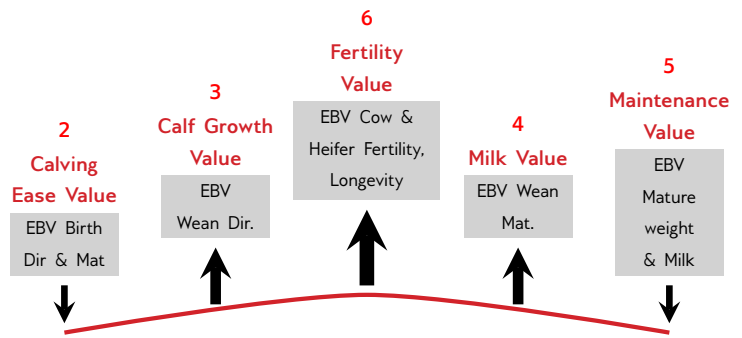 2
Calving
Ease Value
EBV Birth
Dir & Mat
3
Calf Growth
Value
EBV
Wean Dir.
6
Fertility
Value
EBV Cow &
Heifer Fertility,
Longevity
4
Milk Value
EBV Wean
Mat.
5
Maintenance
Value
EBV
Mature
weight
& Milk